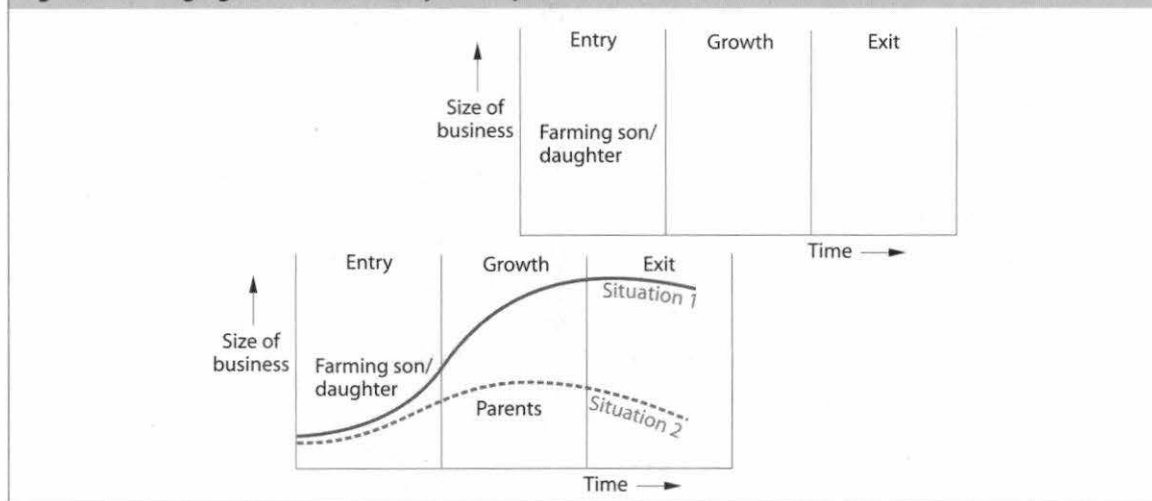 Entry
Growth
Exit
Size of
business
Farming son/
daughter
Time
Entry
Growth
Exit
Situation 1
Size of
business
Farming son/
daughter
Parents
Situation 2
Time